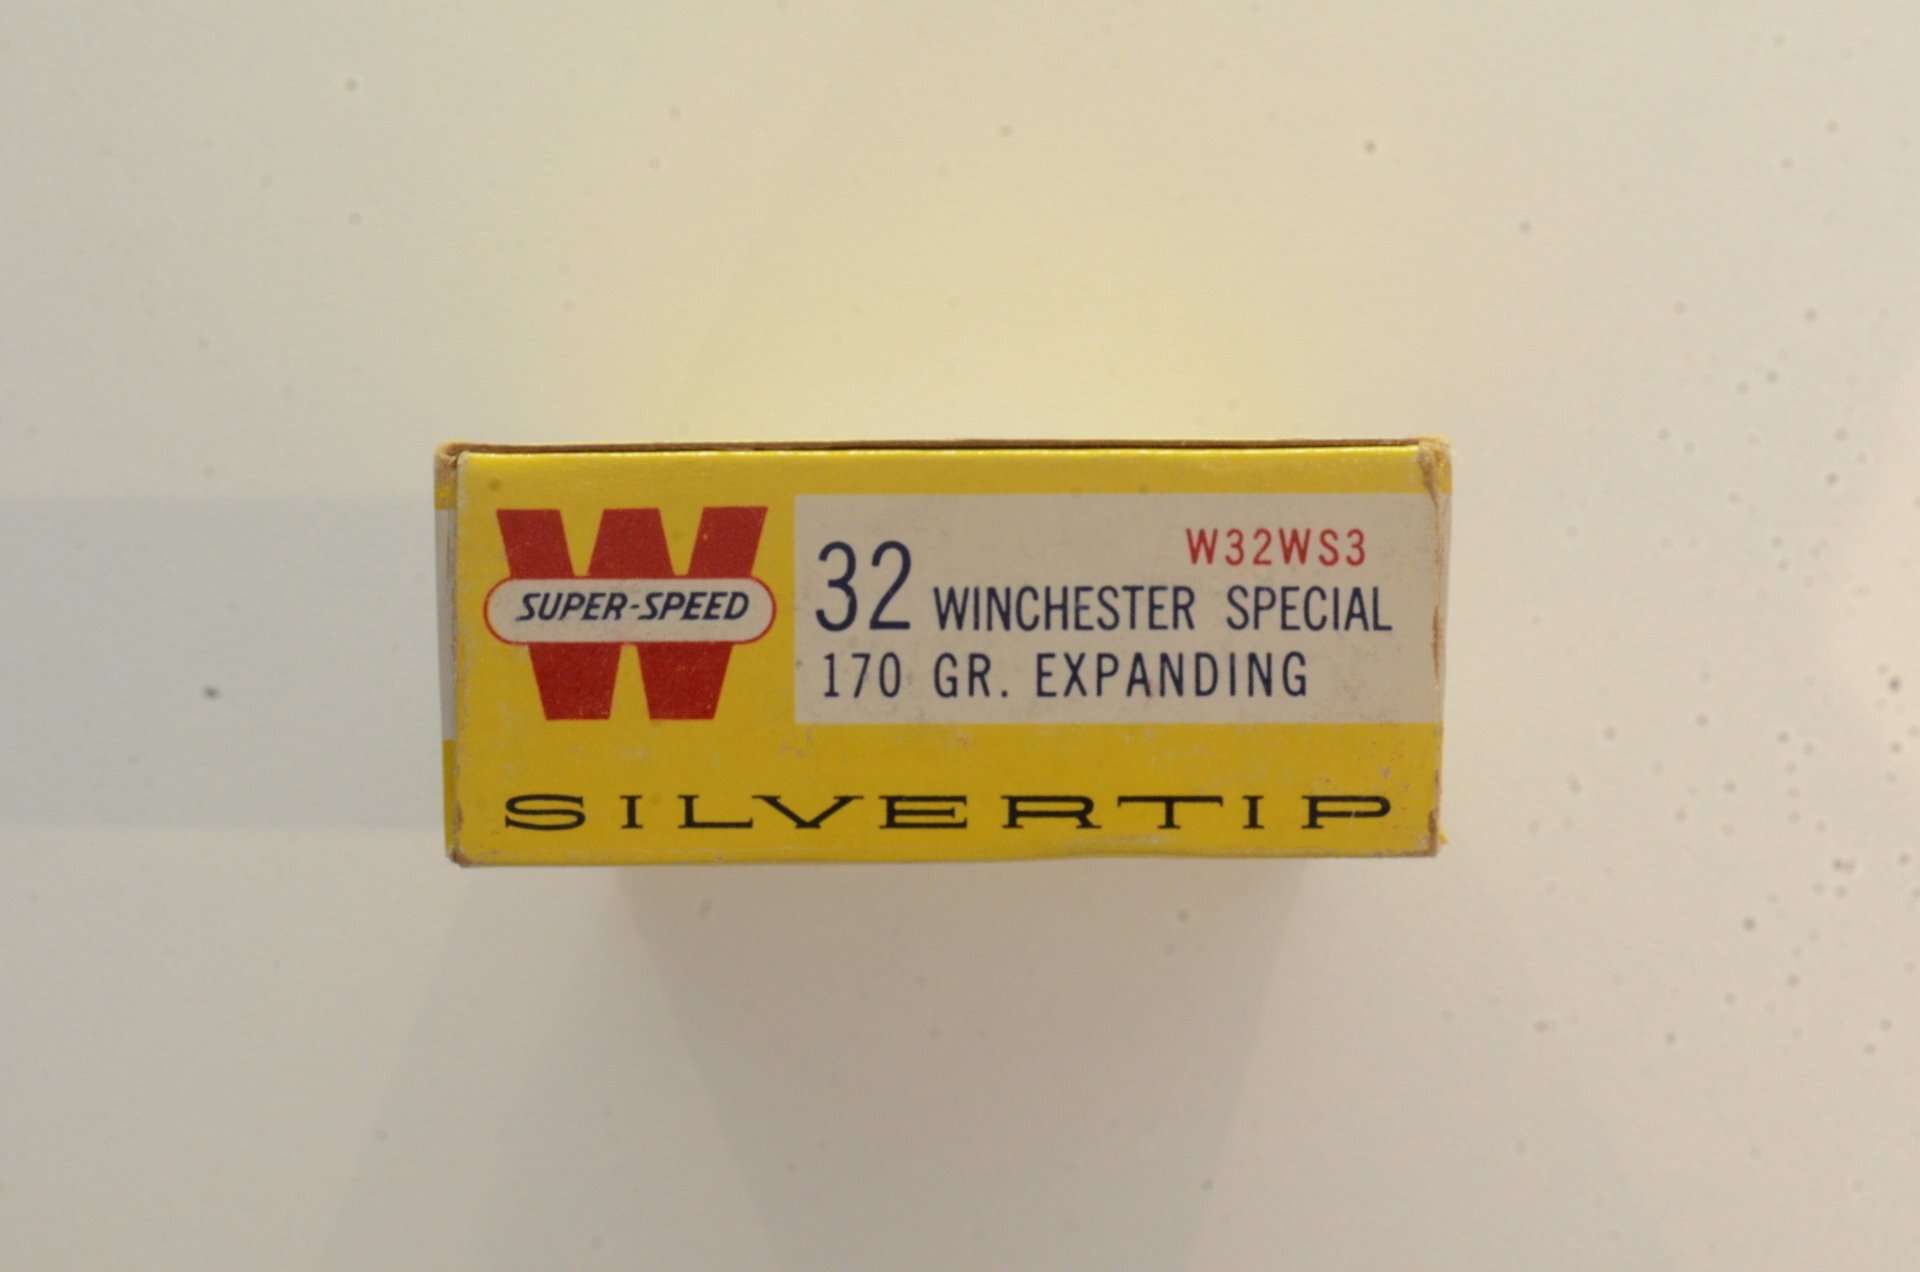 W
SUPER-SPEED
W32WS3
32 WINCHESTER SPECIAL
170 GR. EXPANDING
SILVERTIP